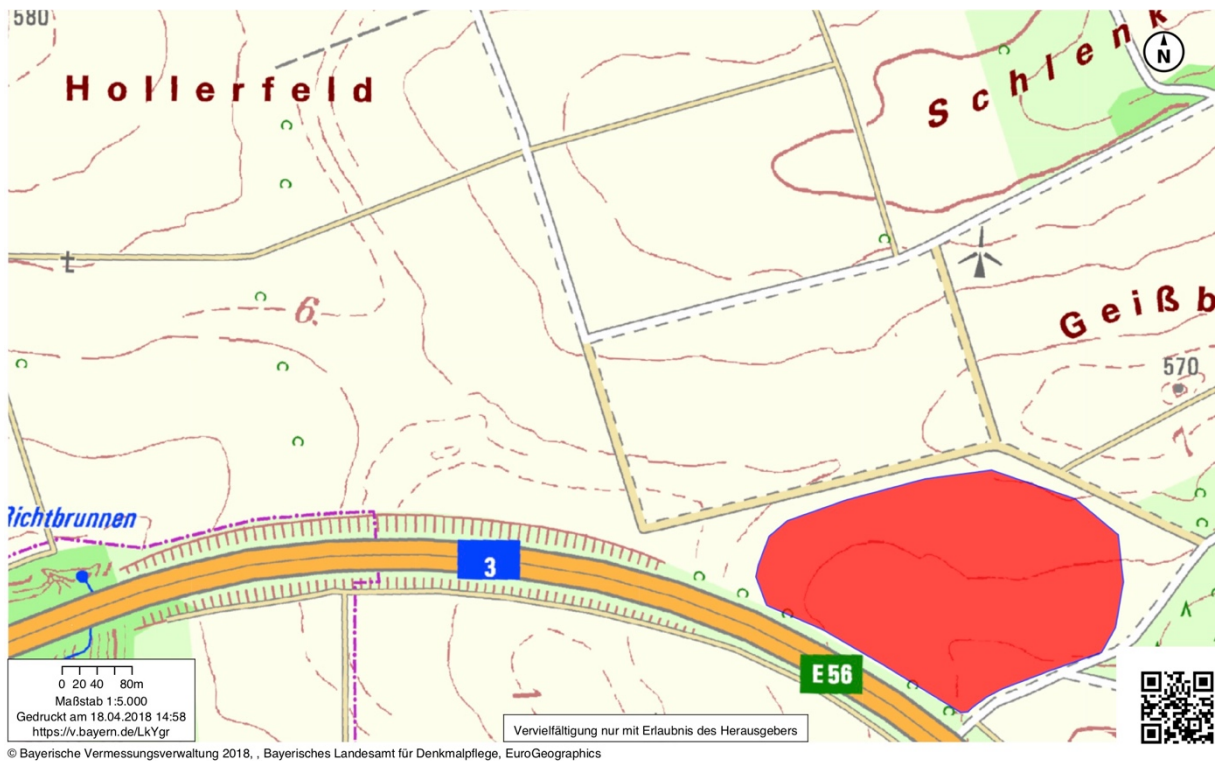 580
Hollerfeld
Schlenk
N
6.
Geißb
570
7
Richtbrunnen
3
E 56
1
0 20 40 80m
Maßstab 1:5.000
Gedruckt am 18.04.2018 14:58
https://v.bayern.de/LkYgr
Vervielfältigung nur mit Erlaubnis des Herausgebers
© Bayerische Vermessungsverwaltung 2018, , Bayerisches Landesamt für Denkmalpflege, EuroGeographics